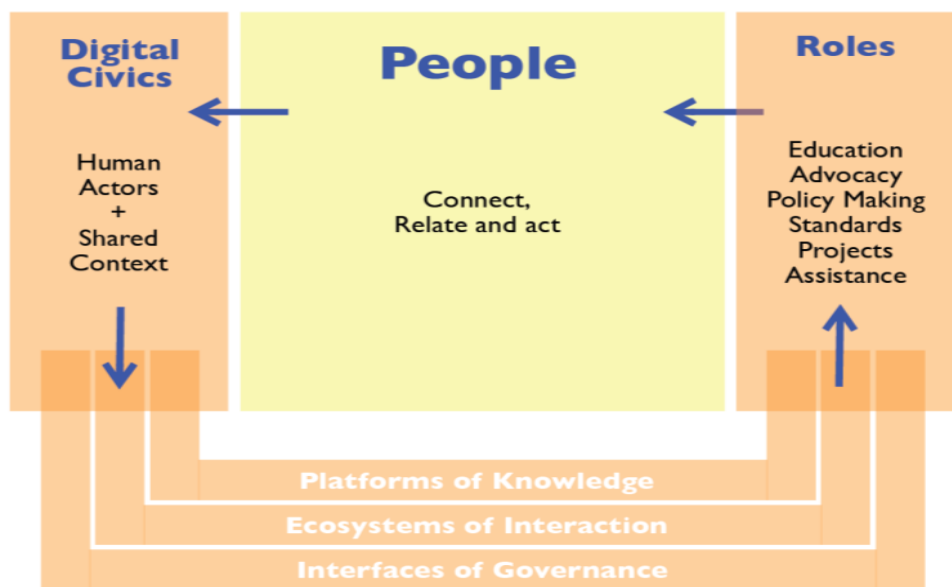 Digital
Civics
Human
Actors
+
Shared
Context
People
Connect,
Relate and act
Roles
Education
Advocacy
Policy Making
Standards
Projects
Assistance
Platforms of Knowledge
Ecosystems of Interaction
Interfaces of Governance